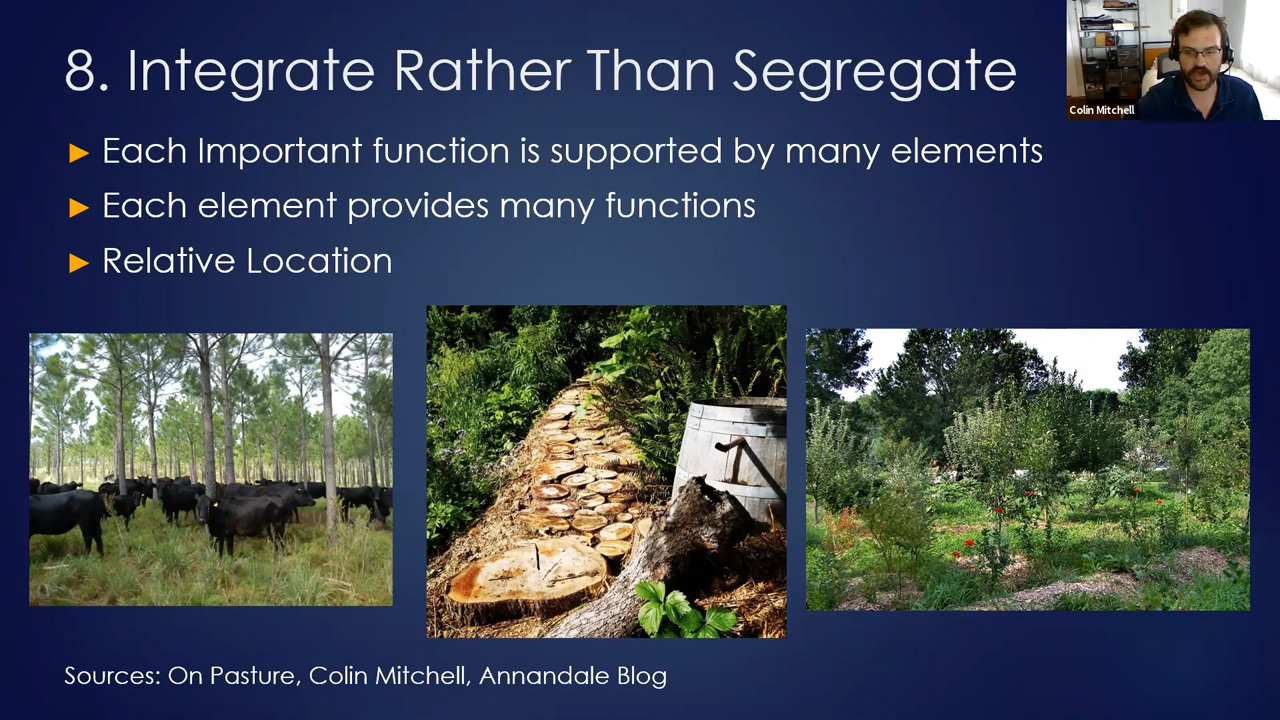 8. Integrate Rather Than Segregate
Colin Mitchell
► Each Important function is supported by many elements
► Each element provides many functions
► Relative Location
Sources: On Pasture, Colin Mitchell, Annandale Blog